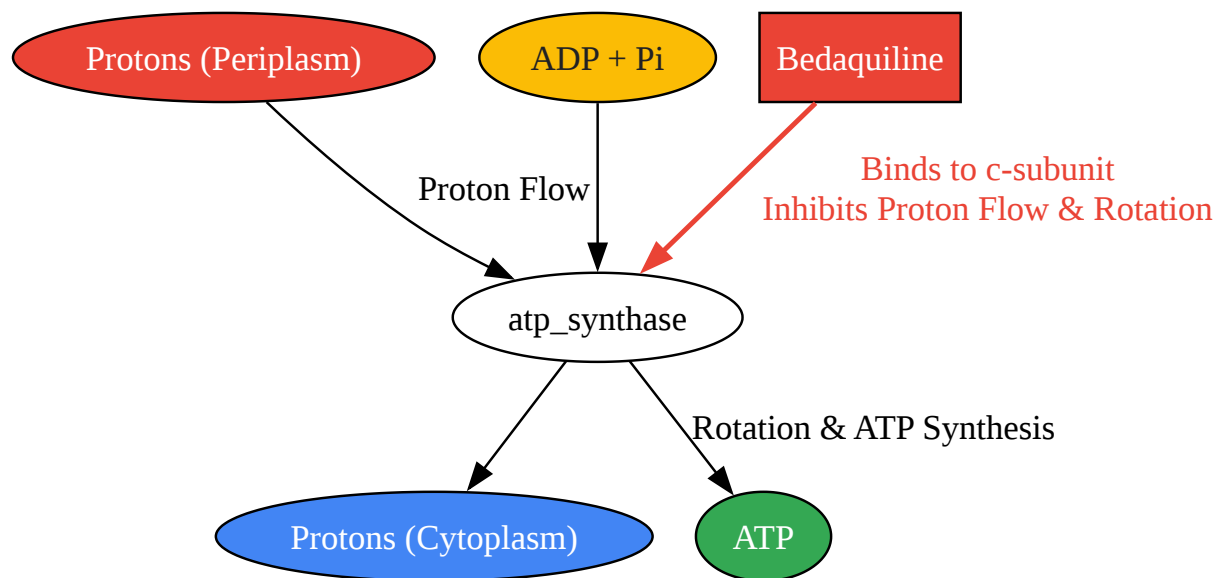 Protons (Periplasm)
ADP + Pi
Bedaquiline
Proton Flow
Binds to c-subunit
Inhibits Proton Flow & Rotation
atp_synthase
Rotation & ATP Synthesis
Protons (Cytoplasm)
ATP